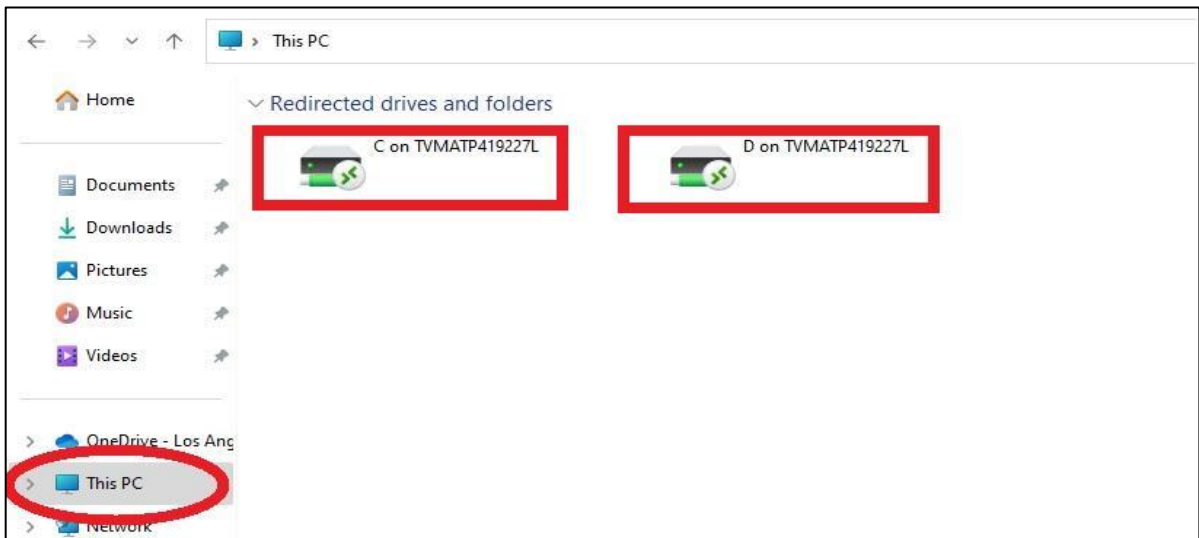 This PC
Home
Redirected drives and folders
C on TVMATP419227L
D on TVMATP419227L
Documents
Downloads
Pictures
Music
Videos
OneDrive - Los Ang
This PC
Network